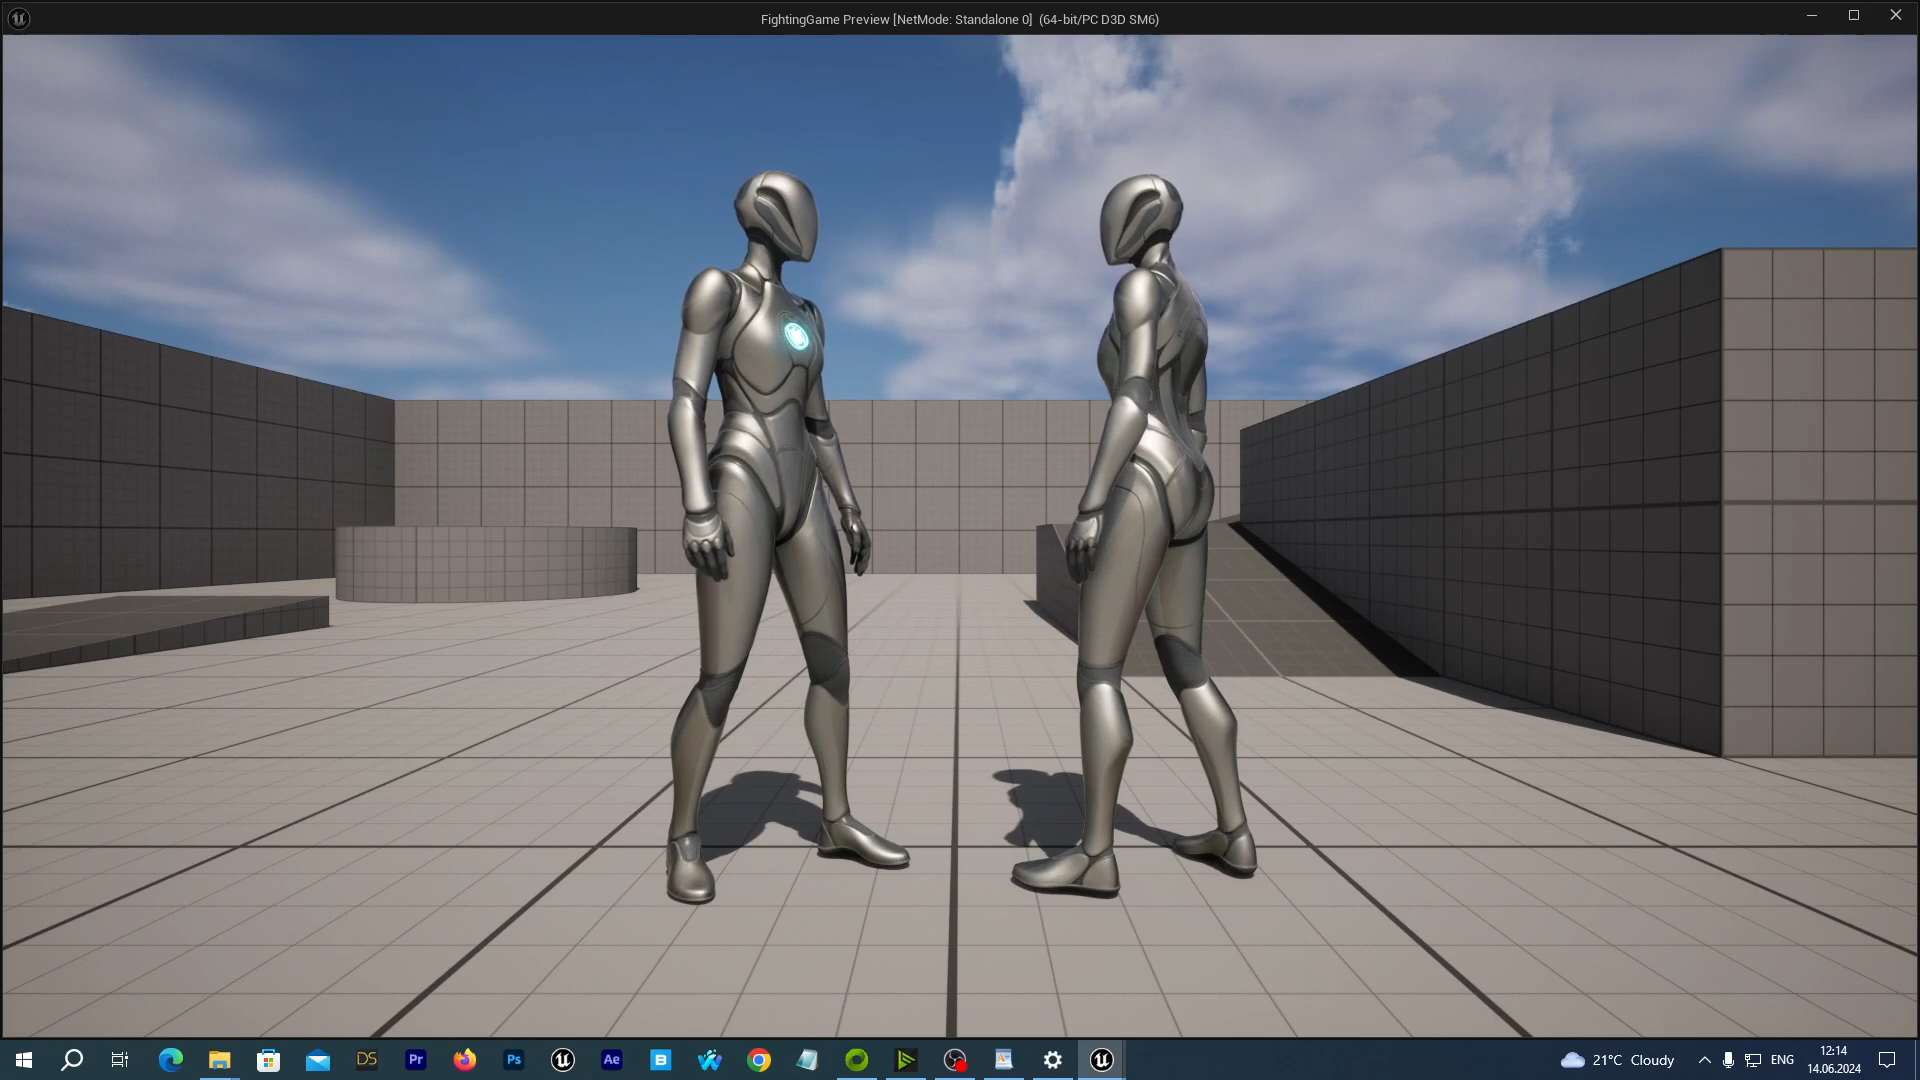 FightingGame Preview [NetMode: Standalone 0] (64-bit/PC D3D SM6)
DS
Pr
Ps
Ae
B
21°C Cloudy
ENG
12:14
14.06.2024